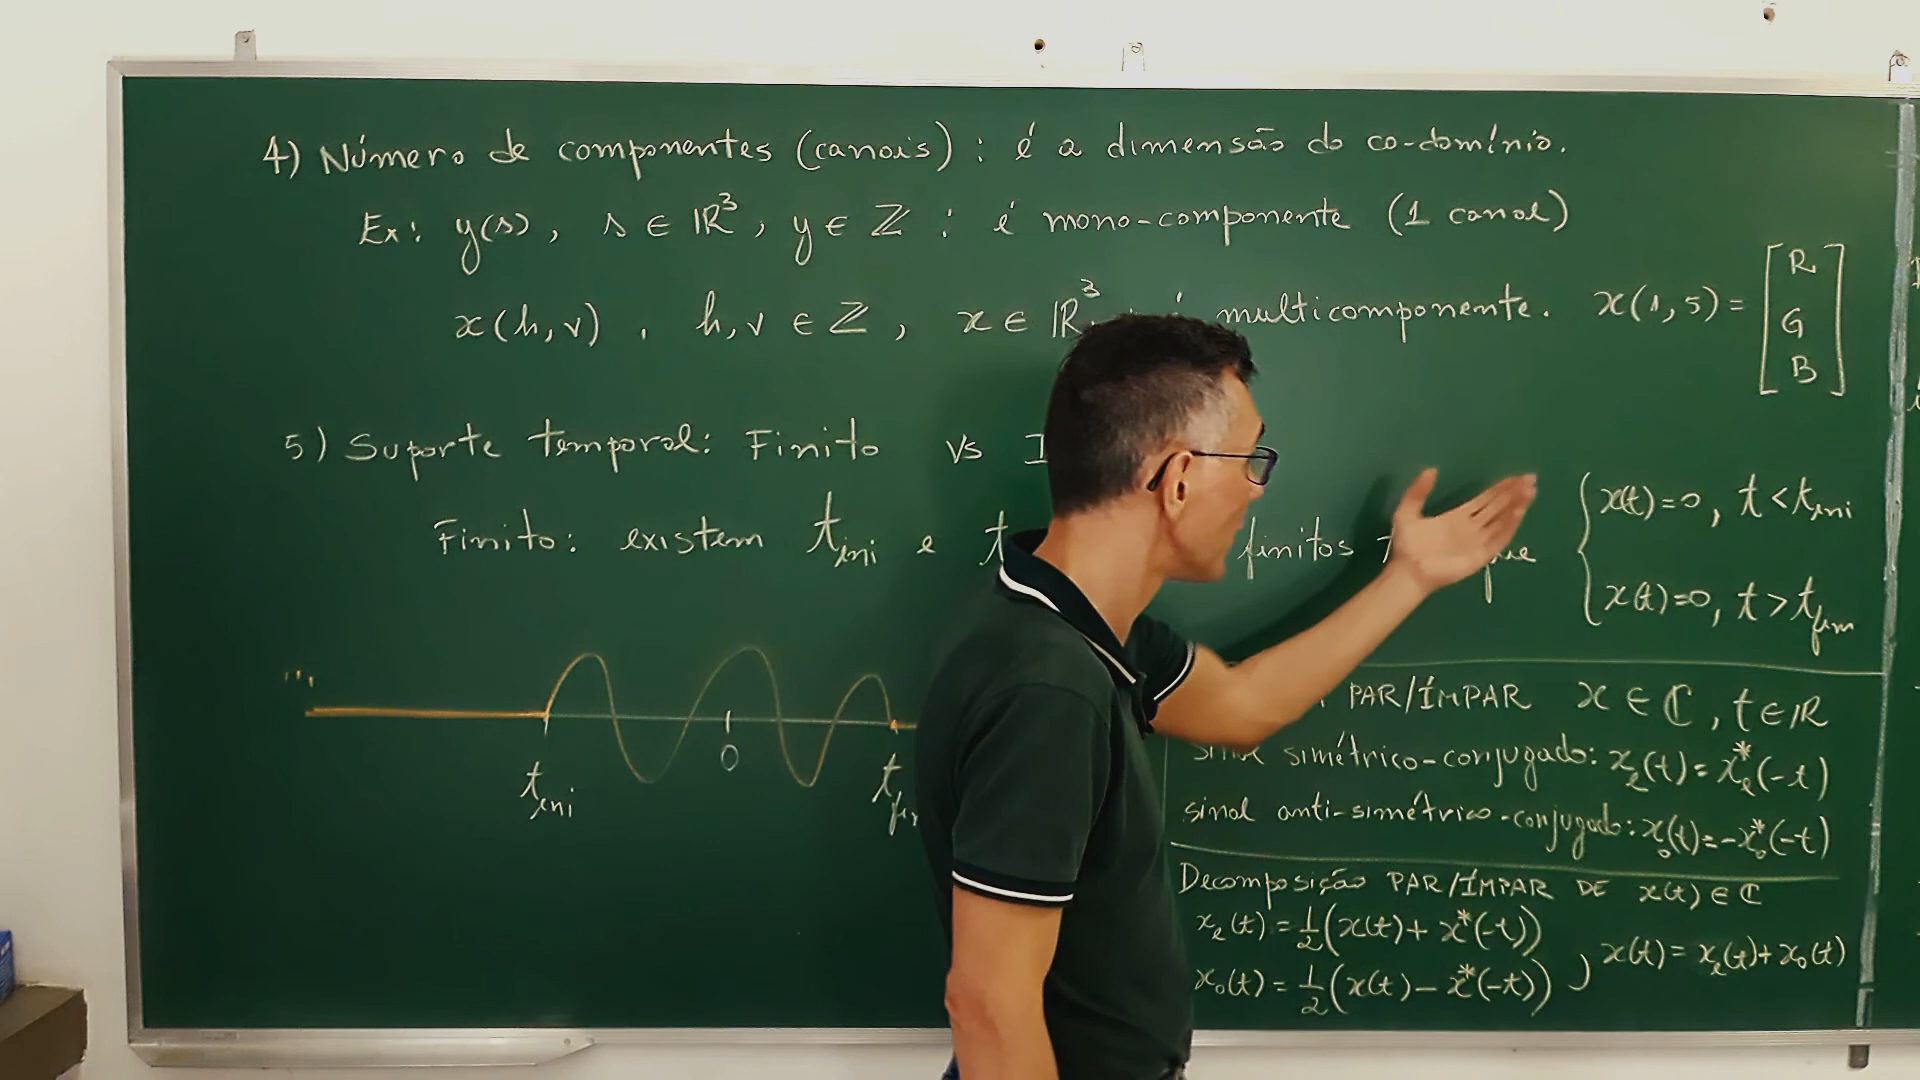 4) Número de componentes (canais) : é a dimensão do co-domínio.
Ex: y(s), s ∈ ℝ³, y ∈ ℤ : é mono-componente (1 canal)
x(h,v) , h,v ∈ ℤ, x ∈ ℝ³ multicomponente. x(1,5) = [R G B]
5) Suporte temporal: Finito vs
Finito: existem t_ini e t finitos que { x(t)=0, t<t_ini
x(t)=0, t>t_fim
...
t_ini 0 t
PAR/ÍMPAR x ∈ ℂ, t ∈ ℝ
sinal simétrico-conjugado: x_e(t) = x_e*(-t)
sinal anti-simétrico-conjugado: x_o(t) = -x_o*(-t)
Decomposição PAR/ÍMPAR DE x(t) ∈ ℂ
x_e(t) = 1/2 (x(t) + x*(-t))
x_o(t) = 1/2 (x(t) - x*(-t)) ) x(t) = x_e(t) + x_o(t)